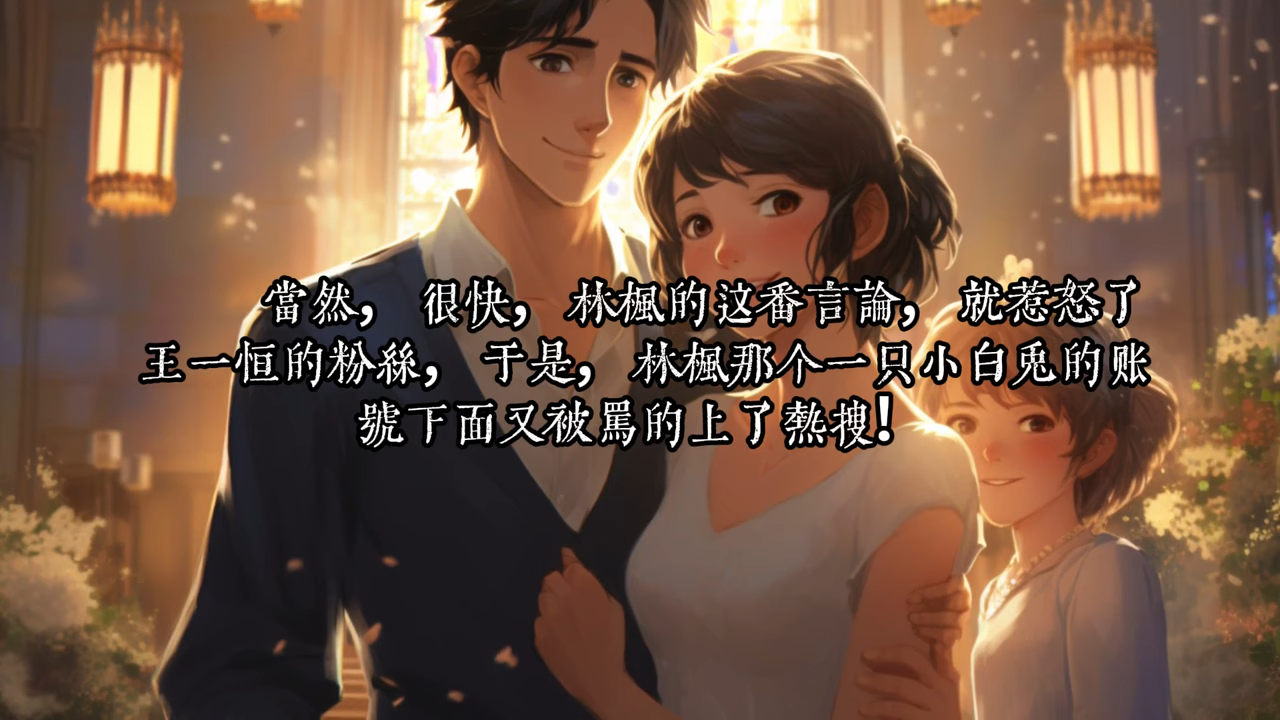 當然，很快，林楓的这番言論，就惹怒了
王一恒的粉絲，于是，林楓那个一只小白兎的账
號下面又被罵的上了熱搜！